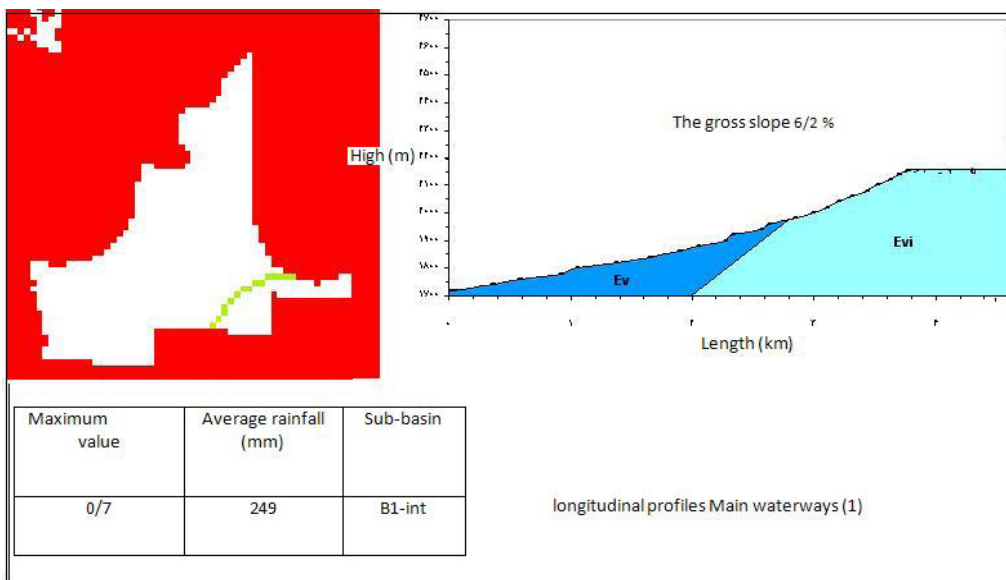 The gross slope 6/2 %
High (m)
Evi
Ev
Length (km)
Maximum
value
Average rainfall
(mm)
Sub-basin
0/7
249
B1-int
longitudinal profiles Main waterways (1)